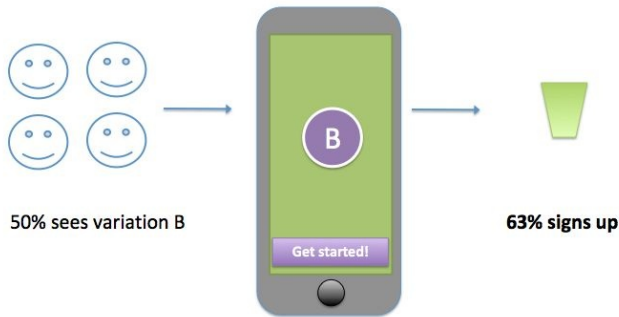 B
50% sees variation B
63% signs up
Get started!